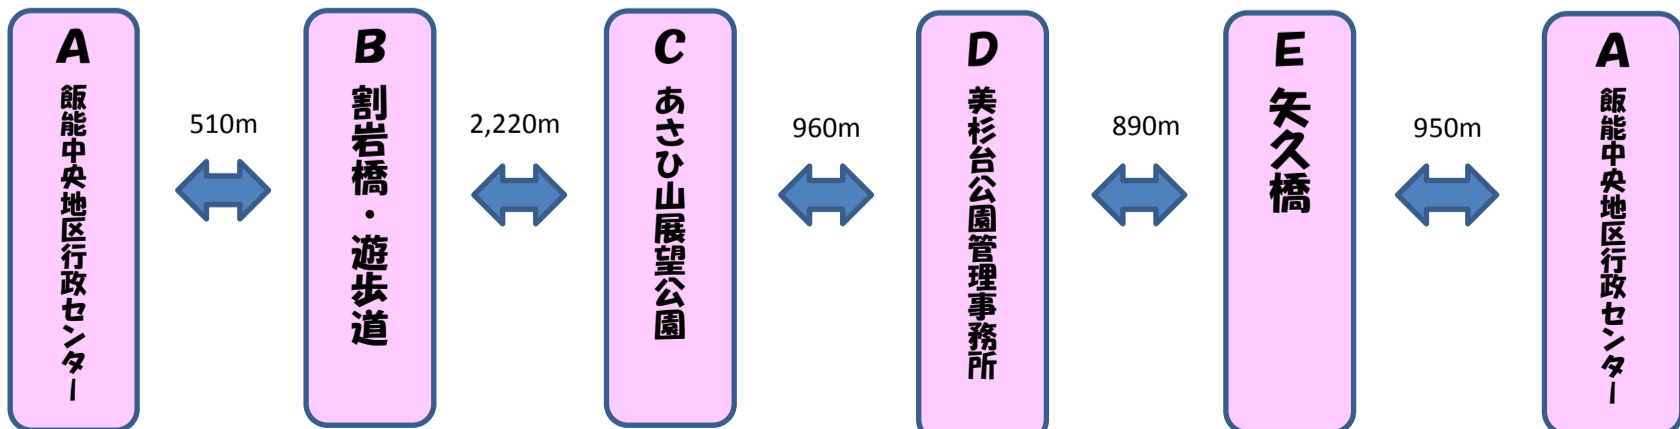 A
飯能中央地区行政センター
510m
B
割岩橋・遊歩道
2,220m
C
あさひ山展望公園
960m
D
美杉台公園管理事務所
890m
E
矢久橋
950m
A
飯能中央地区行政センター